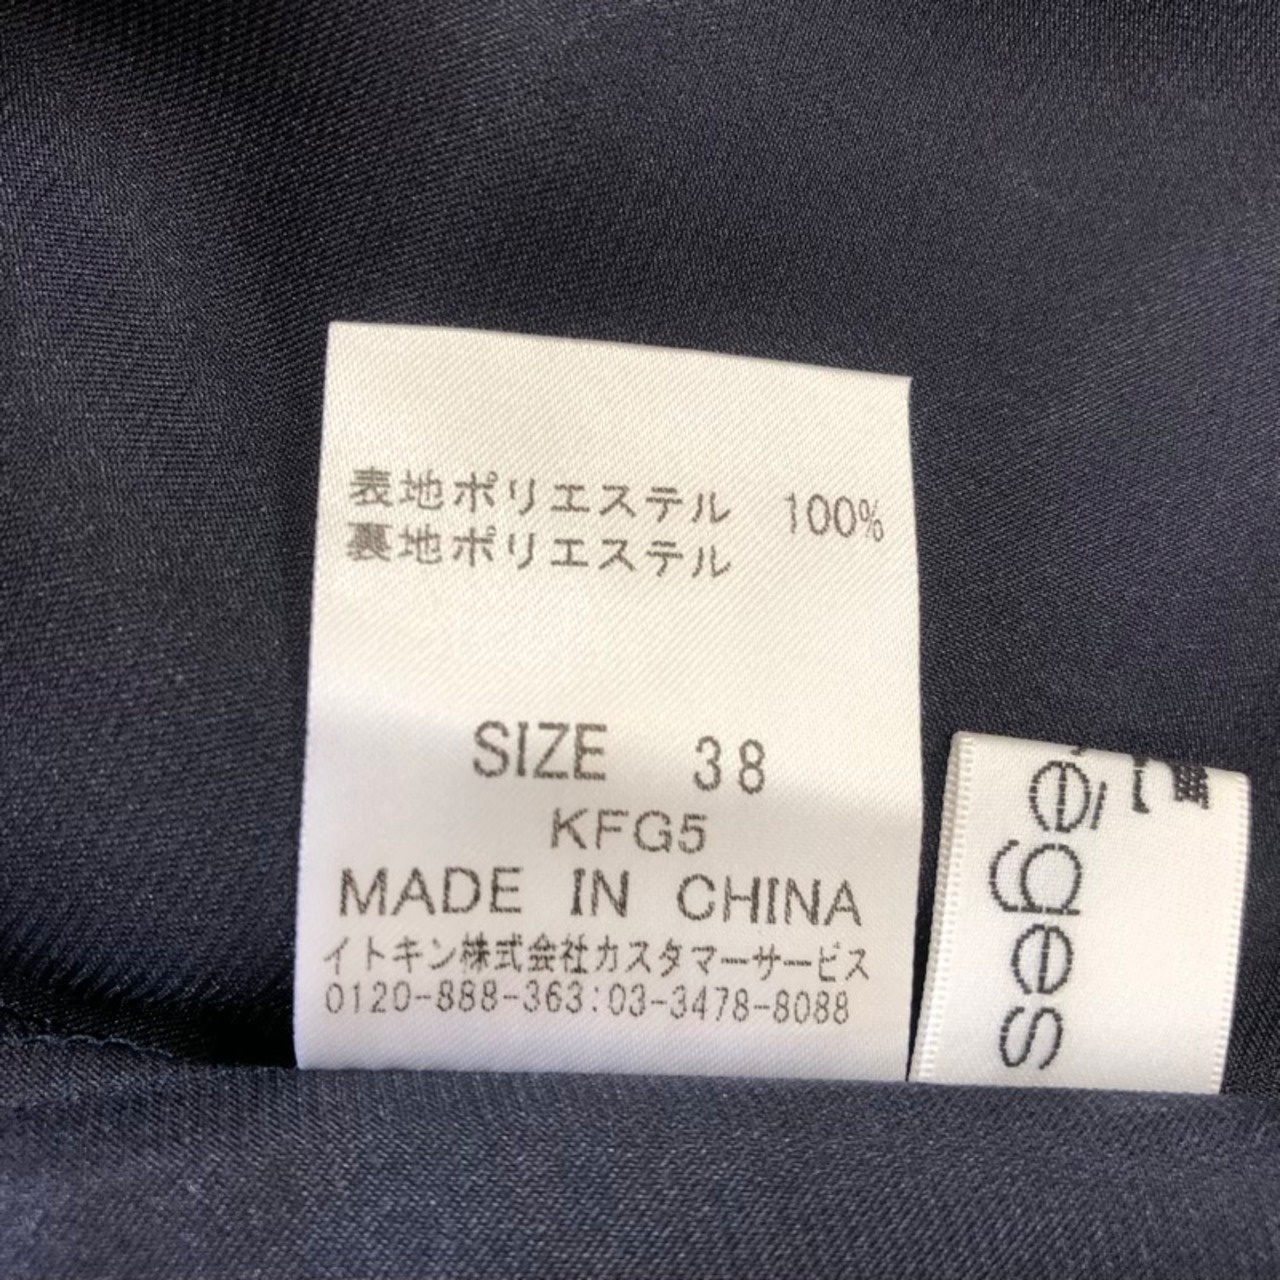 表地ポリエステル 100%
裏地ポリエステル
SIZE 38
KFG5
MADE IN CHINA
イトキン株式会社カスタマーサービス
0120-888-363:03-3478-8088